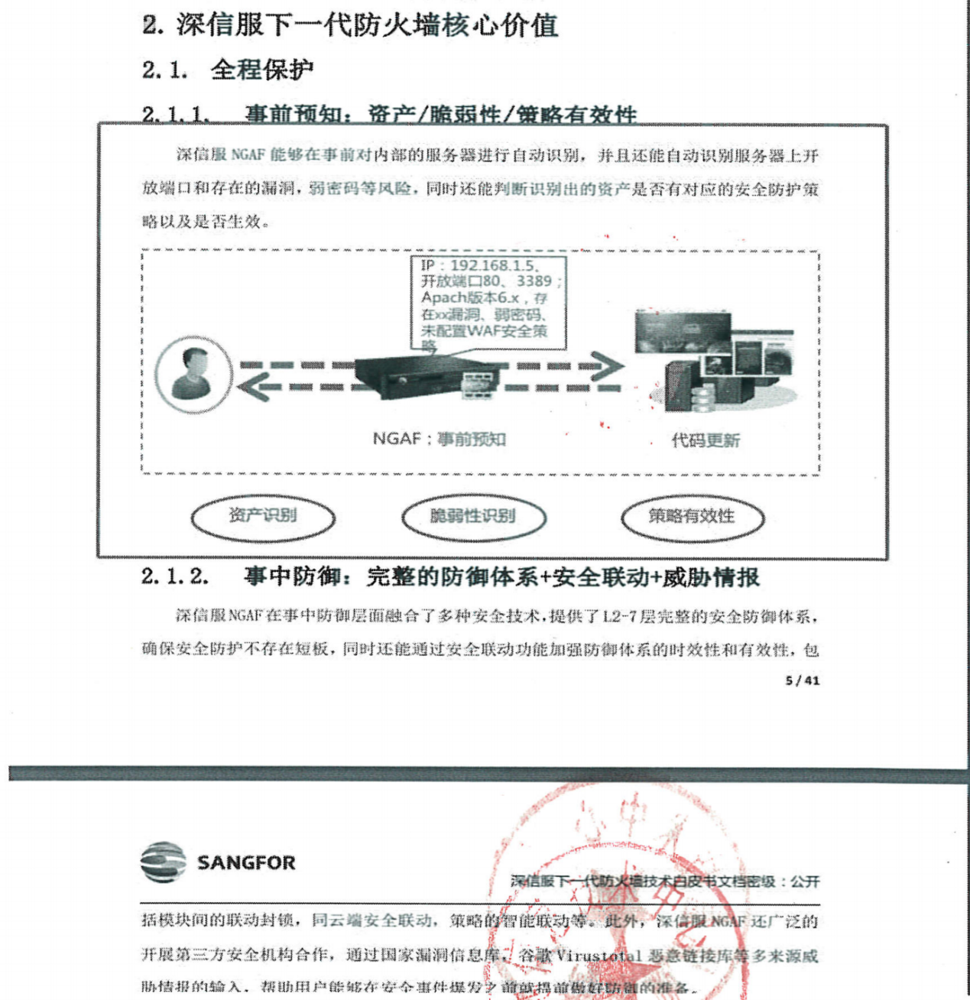 2. 深信服下一代防火墙核心价值
2.1. 全程保护
2.1.1. 事前预知：资产/脆弱性/策略有效性
深信服 NGAF 能够在事前对内部的服务器进行自动识别，并且还能自动识别服务器上开
放端口和存在的漏洞，弱密码等风险，同时还能判断识别出的资产是否有对应的安全防护策
略以及是否生效。
IP：192.168.1.5、
开放端口80、3389；
Apach版本6.x，存
在xx漏洞、弱密码、
未配置WAF安全策
略
NGAF：事前预知
代码更新
资产识别
脆弱性识别
策略有效性
2.1.2. 事中防御：完整的防御体系+安全联动+威胁情报
深信服NGAF在事中防御层面融合了多种安全技术，提供了 L2-7 层完整的安全防御体系，
确保安全防护不存在短板，同时还能通过安全联动功能加强防御体系的时效性和有效性，包
5 / 41
SANGFOR
深信服下一代防火墙技术白皮书文档密级：公开
括模块间的联动封锁，同云端安全联动，策略的智能联动等。此外，深信服 NGAF 还广泛的
开展第三方安全机构合作，通过国家漏洞信息库，谷歌 Virustotal 恶意链接库等多来源威
胁情报的输入，帮助用户能够在安全事件爆发之前就提前做好防御的准备。